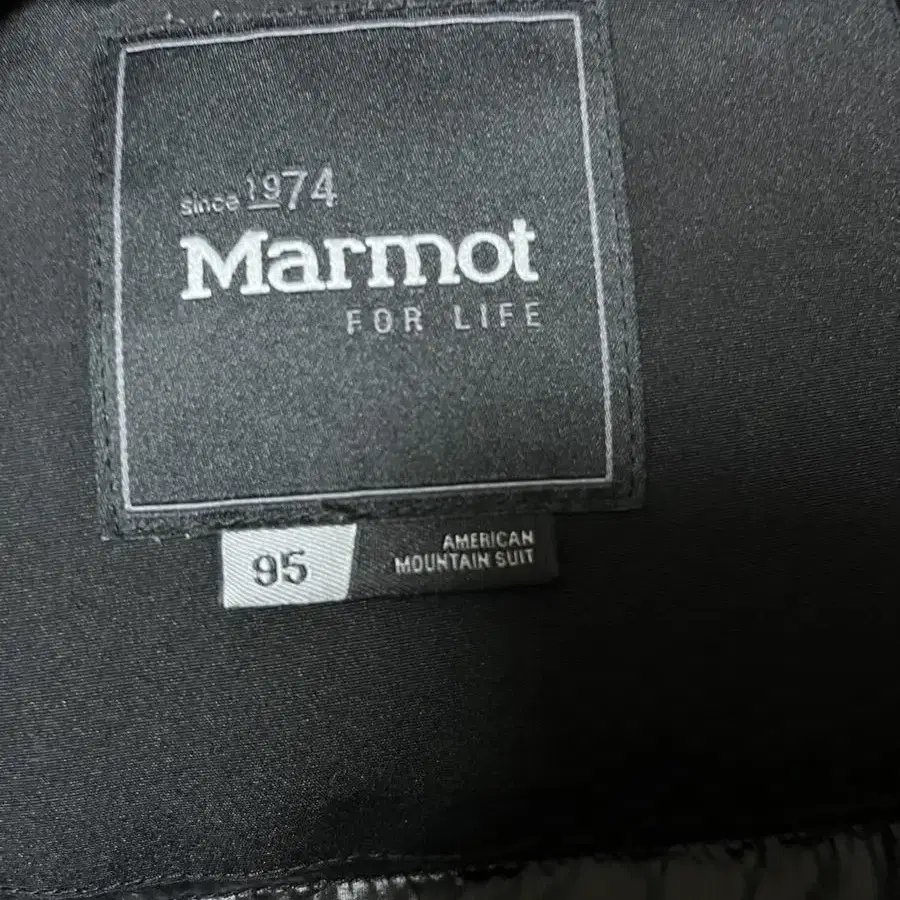 since 1974
Marmot
FOR LIFE
95
AMERICAN
MOUNTAIN SUIT